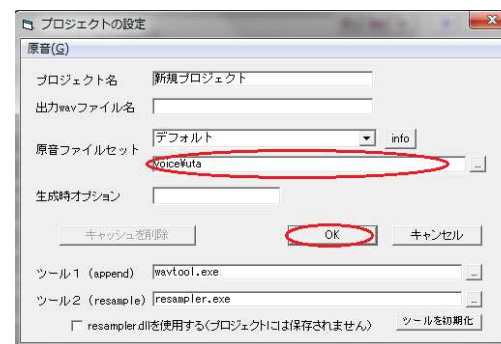 プロジェクトの設定
原音(G)
プロジェクト名 新規プロジェクト
出力wavファイル名
原音ファイルセット デフォルト info
voice¥uta ...
生成時オプション
キャッシュを削除 OK キャンセル
ツール1 (append) wavtool.exe ...
ツール2 (resample) resampler.exe ...
resampler.dllを使用する(プロジェクトには保存されません) ツールを初期化